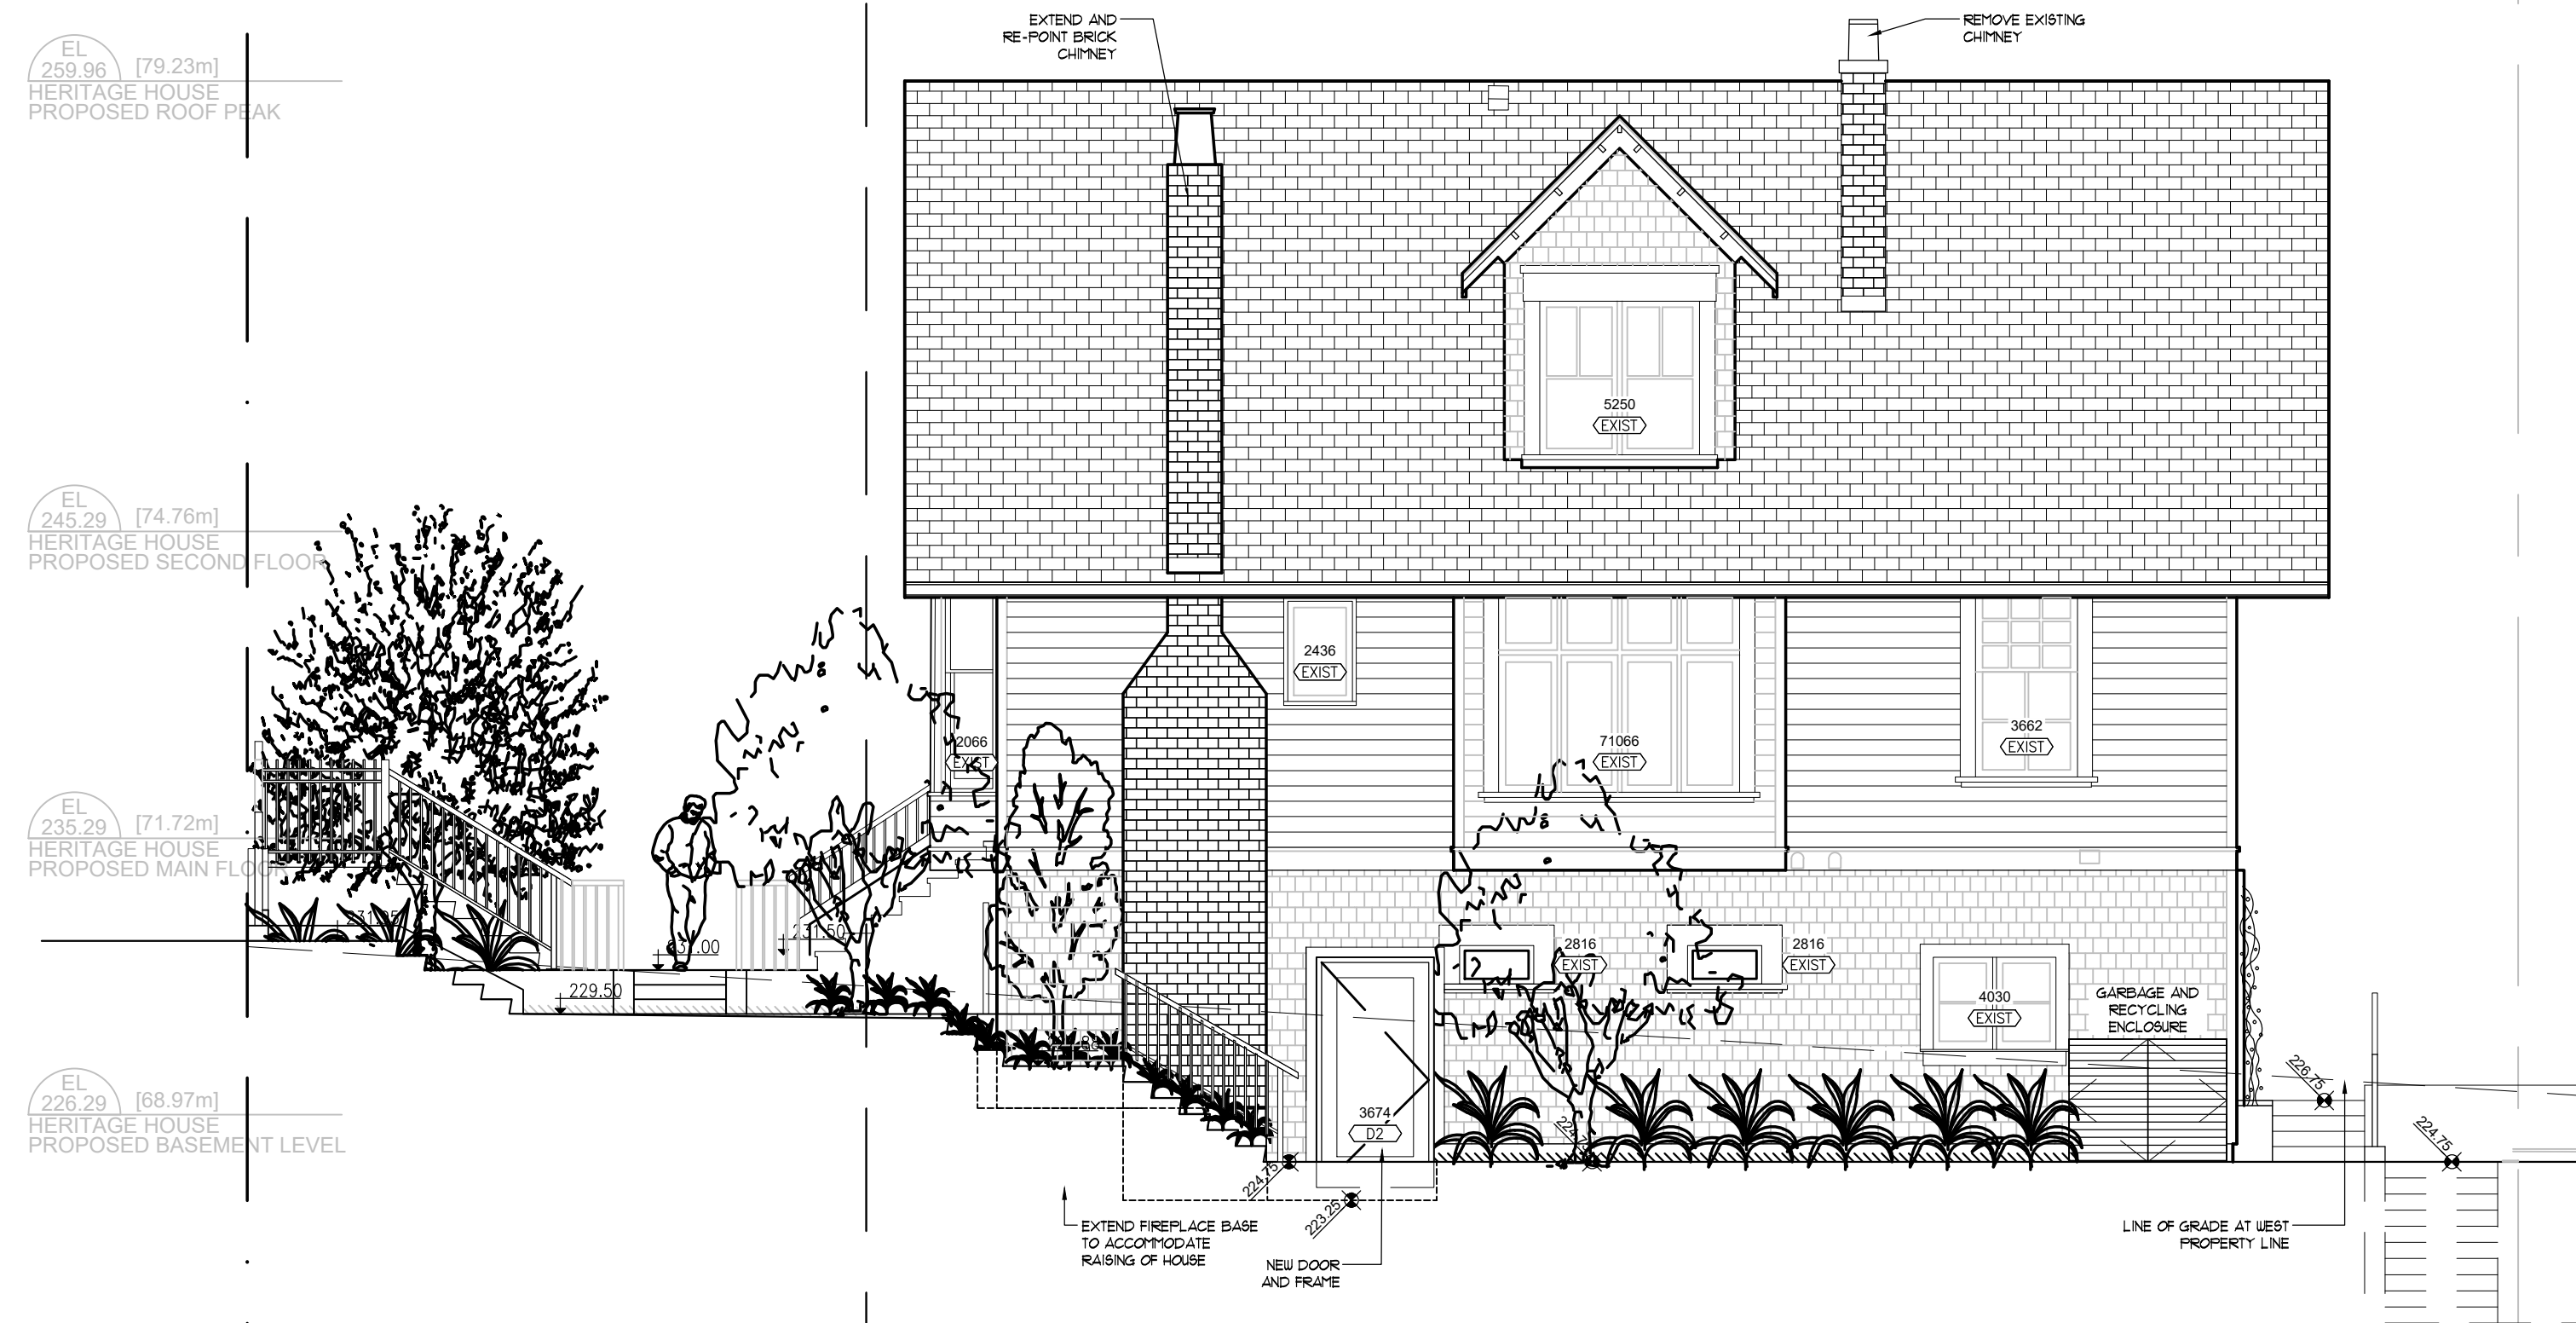 EL
259.96 [79.23m]
HERITAGE HOUSE
PROPOSED ROOF PEAK
EL
245.29 [74.76m]
HERITAGE HOUSE
PROPOSED SECOND FLOOR
EL
235.29 [71.72m]
HERITAGE HOUSE
PROPOSED MAIN FLOOR
EL
226.29 [68.97m]
HERITAGE HOUSE
PROPOSED BASEMENT LEVEL
EXTEND AND
RE-POINT BRICK
CHIMNEY
REMOVE EXISTING
CHIMNEY
5250
EXIST
2436
EXIST
2066
EXIST
71066
EXIST
3662
EXIST
231.50
229.50
2816
EXIST
2816
EXIST
4030
EXIST
GARBAGE AND
RECYCLING
ENCLOSURE
3674
D2
224.75
223.25
226.75
224.75
EXTEND FIREPLACE BASE
TO ACCOMMODATE
RAISING OF HOUSE
NEW DOOR
AND FRAME
LINE OF GRADE AT WEST
PROPERTY LINE